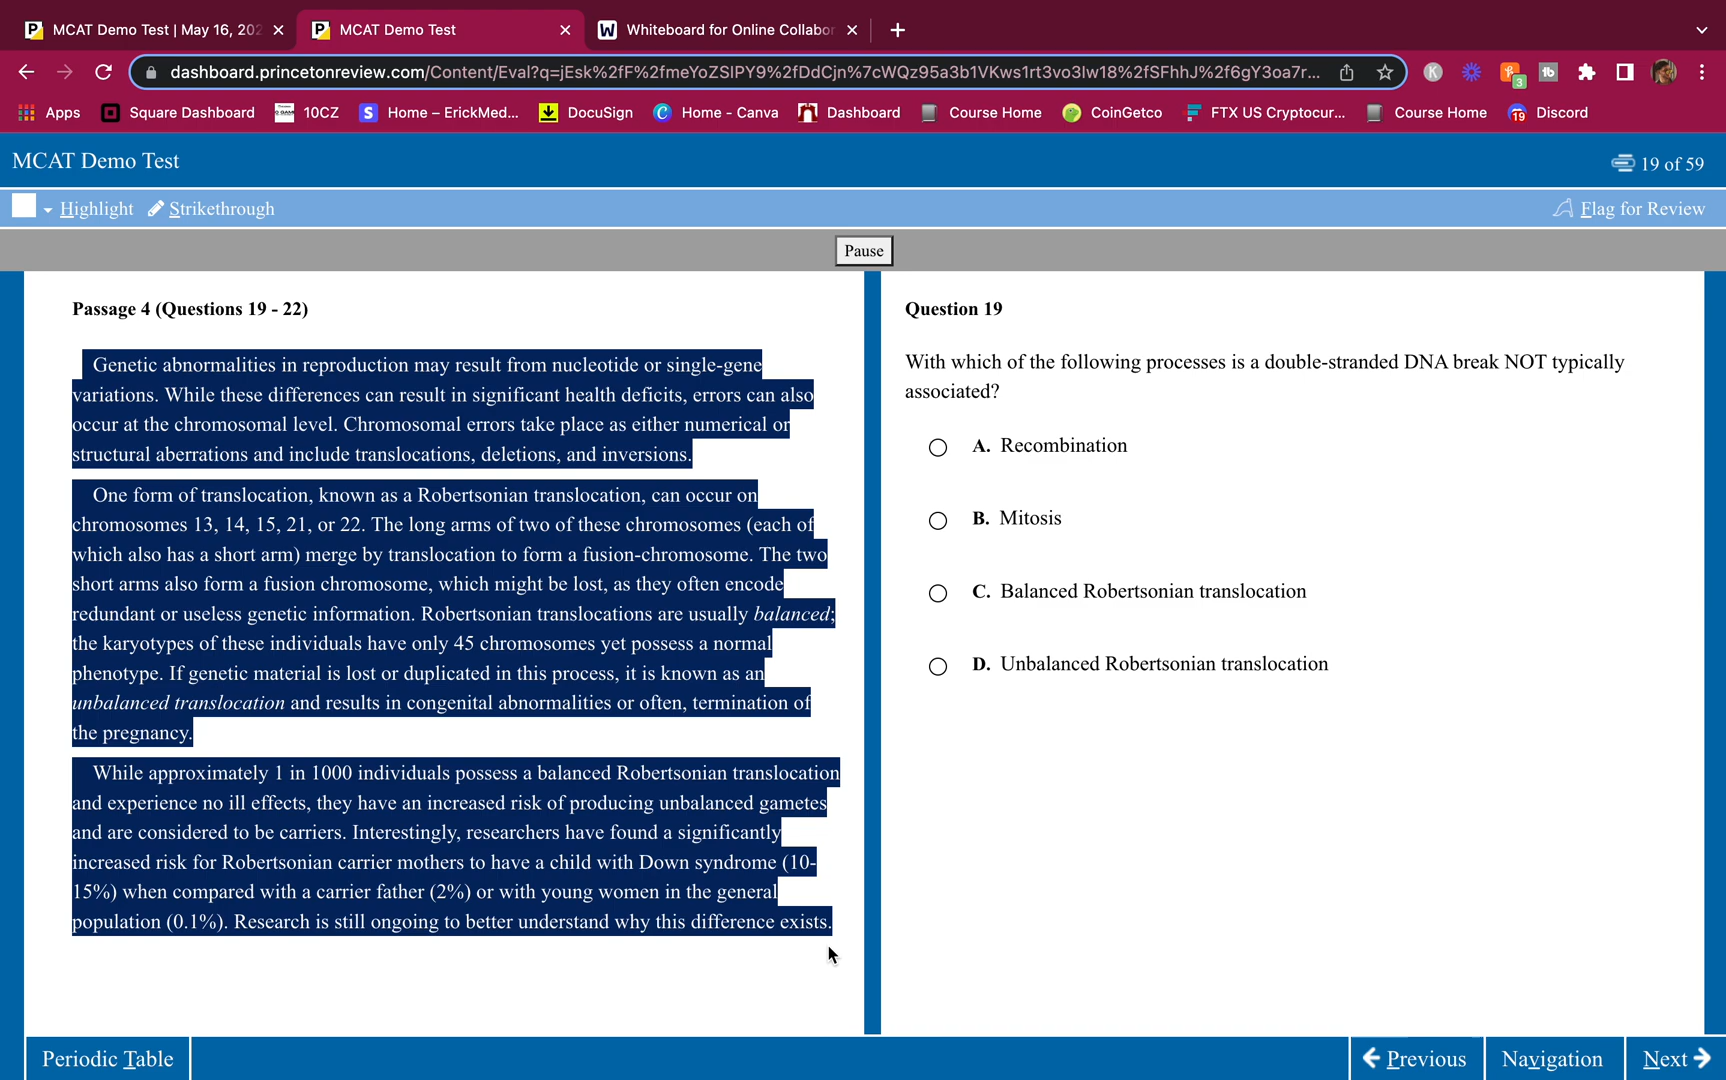 MCAT Demo Test | May 16, 202
MCAT Demo Test
Whiteboard for Online Collabor
dashboard.princetonreview.com/Content/Eval?q=jEsk%2fF%2fmeYoZSIPY9%2fDdCjn%7cWQz95a3b1VKws1rt3vo3lw18%2fSFhhJ%2f6gY3oa7r...
Apps Square Dashboard 10CZ Home – ErickMed... DocuSign Home - Canva Dashboard Course Home CoinGetco FTX US Cryptocur... Course Home 19 Discord
MCAT Demo Test
19 of 59
Highlight Strikethrough
Flag for Review
Pause
Passage 4 (Questions 19 - 22)
Genetic abnormalities in reproduction may result from nucleotide or single-gene
variations. While these differences can result in significant health deficits, errors can also
occur at the chromosomal level. Chromosomal errors take place as either numerical or
structural aberrations and include translocations, deletions, and inversions.
One form of translocation, known as a Robertsonian translocation, can occur on
chromosomes 13, 14, 15, 21, or 22. The long arms of two of these chromosomes (each of
which also has a short arm) merge by translocation to form a fusion-chromosome. The two
short arms also form a fusion chromosome, which might be lost, as they often encode
redundant or useless genetic information. Robertsonian translocations are usually balanced;
the karyotypes of these individuals have only 45 chromosomes yet possess a normal
phenotype. If genetic material is lost or duplicated in this process, it is known as an
unbalanced translocation and results in congenital abnormalities or often, termination of
the pregnancy.
While approximately 1 in 1000 individuals possess a balanced Robertsonian translocation
and experience no ill effects, they have an increased risk of producing unbalanced gametes
and are considered to be carriers. Interestingly, researchers have found a significantly
increased risk for Robertsonian carrier mothers to have a child with Down syndrome (10-
15%) when compared with a carrier father (2%) or with young women in the general
population (0.1%). Research is still ongoing to better understand why this difference exists.
Question 19
With which of the following processes is a double-stranded DNA break NOT typically
associated?
A. Recombination
B. Mitosis
C. Balanced Robertsonian translocation
D. Unbalanced Robertsonian translocation
Periodic Table
Previous
Navigation
Next